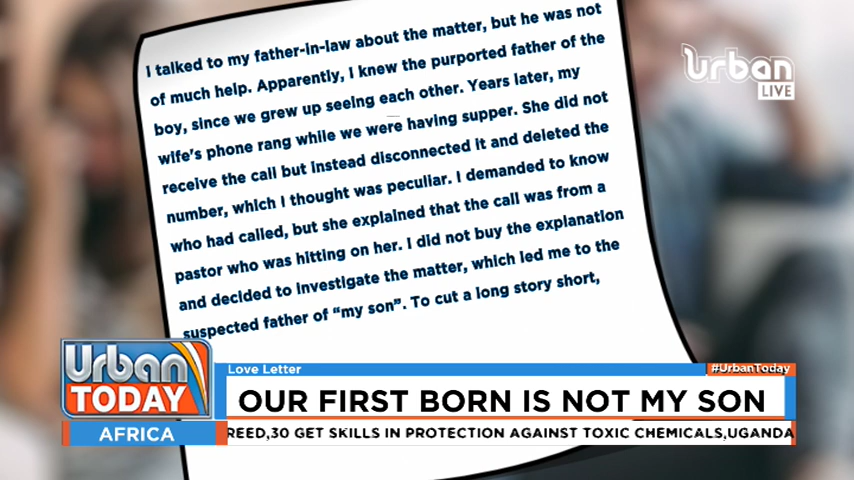 I talked to my father-in-law about the matter, but he was not
of much help. Apparently, I knew the purported father of the
boy, since we grew up seeing each other. Years later, my
wife's phone rang while we were having supper. She did not
receive the call but instead disconnected it and deleted the
number, which I thought was peculiar. I demanded to know
who had called, but she explained that the call was from a
pastor who was hitting on her. I did not buy the explanation
and decided to investigate the matter, which led me to the
suspected father of “my son”. To cut a long story short,
Urban
LIVE
Urban
TODAY
AFRICA
Love Letter
#UrbanToday
OUR FIRST BORN IS NOT MY SON
REED,30 GET SKILLS IN PROTECTION AGAINST TOXIC CHEMICALS,UGANDA